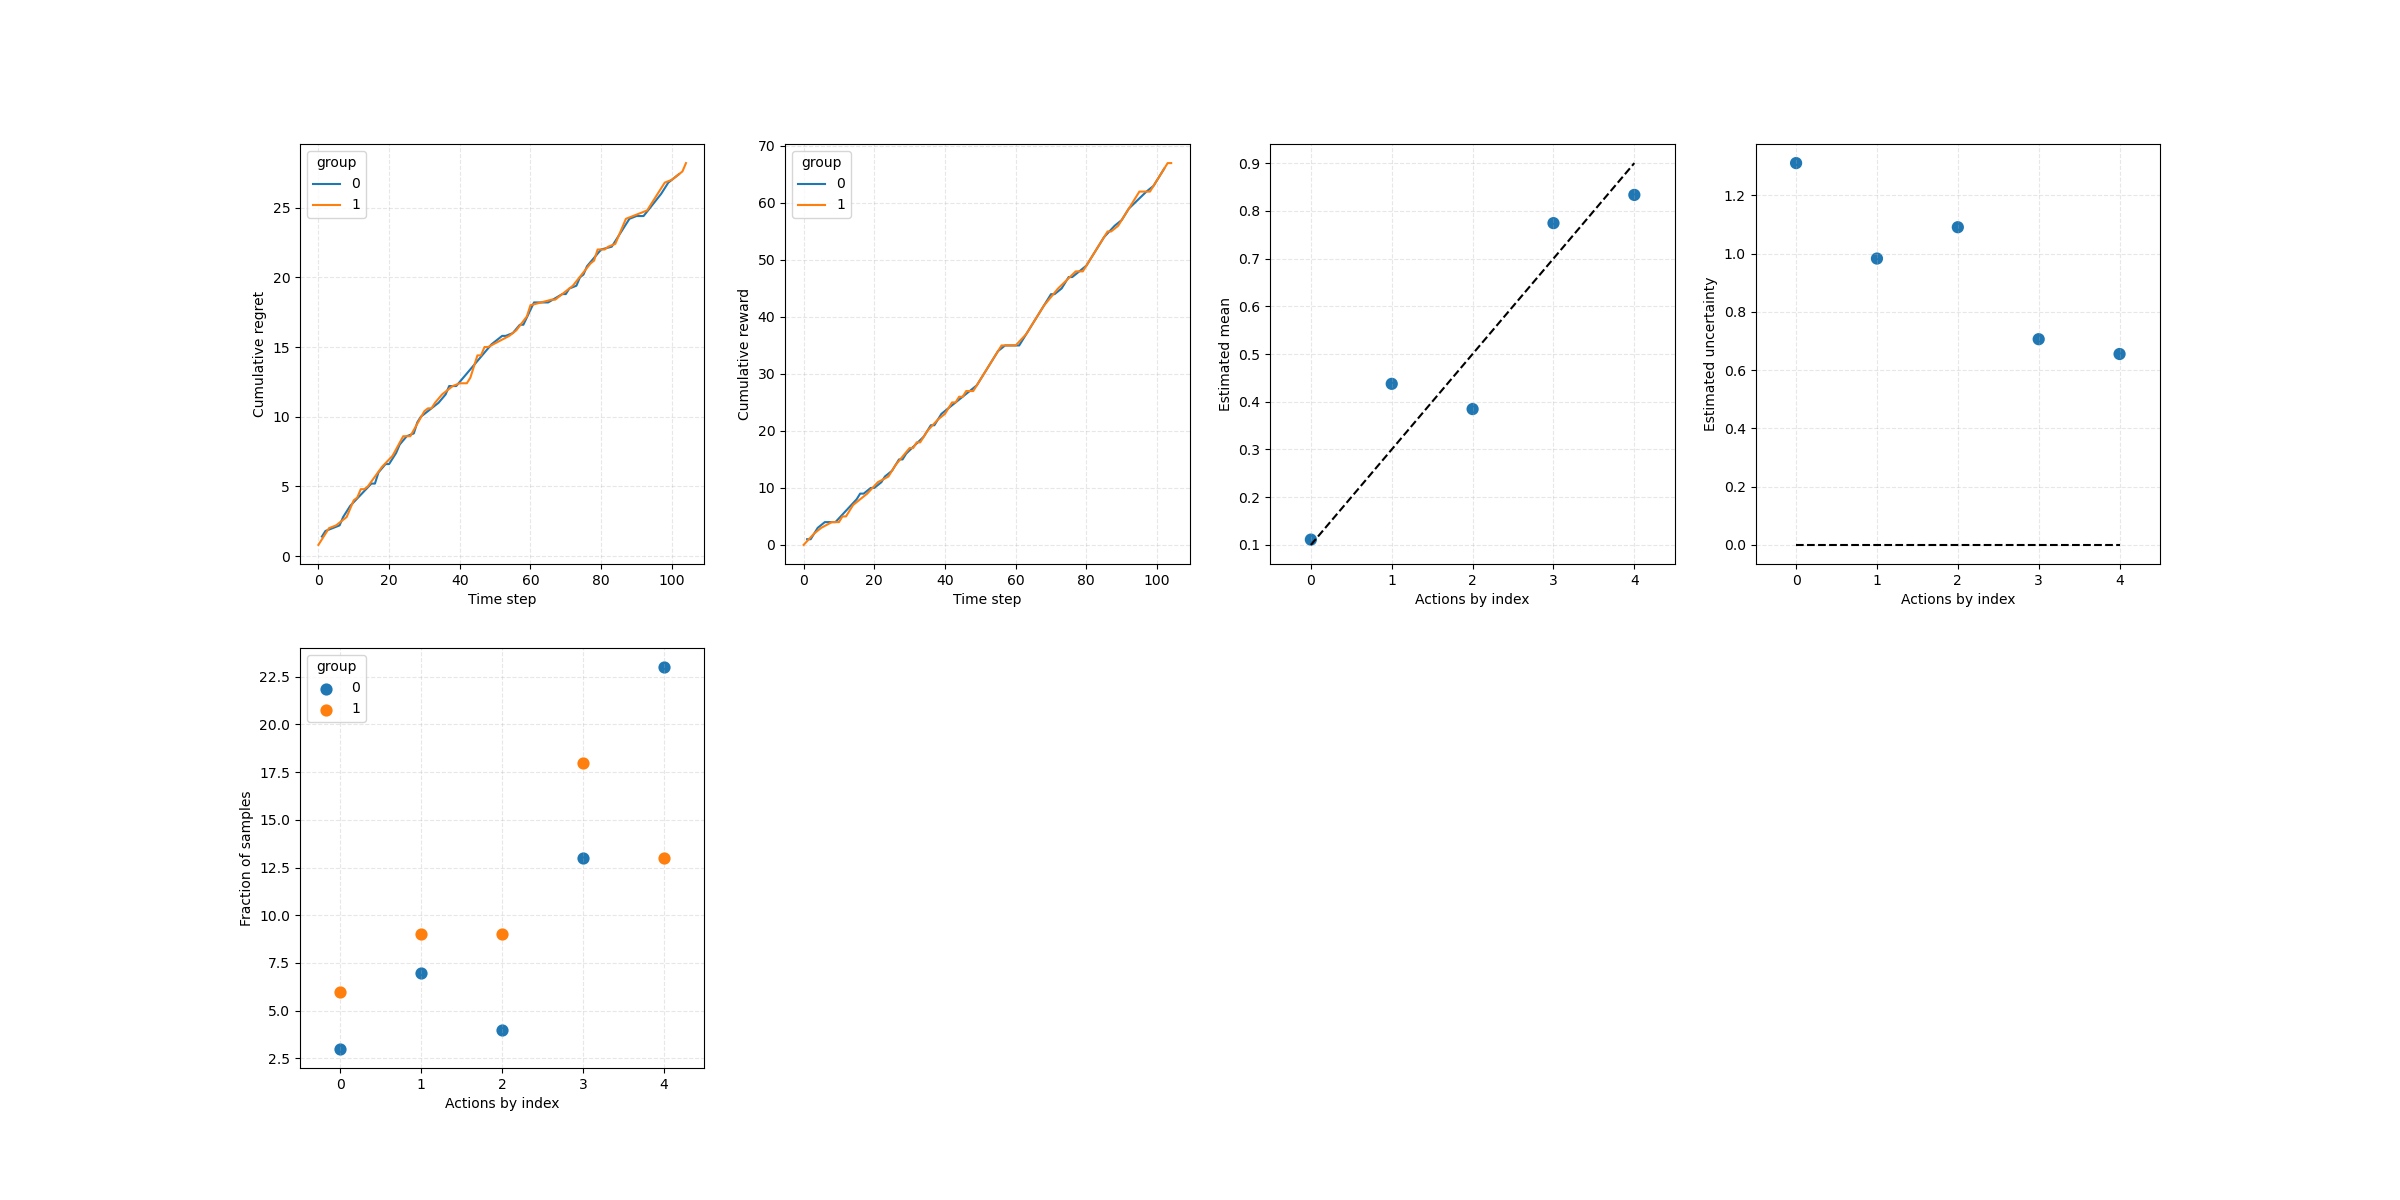 group
0
1
25
20
15
10
5
0
Cumulative regret
0 20 40 60 80 100
Time step
group
0
1
70
60
50
40
30
20
10
0
Cumulative reward
0 20 40 60 80 100
Time step
0.9
0.8
0.7
0.6
0.5
0.4
0.3
0.2
0.1
Estimated mean
0 1 2 3 4
Actions by index
1.2
1.0
0.8
0.6
0.4
0.2
0.0
Estimated uncertainty
0 1 2 3 4
Actions by index
group
0
1
22.5
20.0
17.5
15.0
12.5
10.0
7.5
5.0
2.5
Fraction of samples
0 1 2 3 4
Actions by index